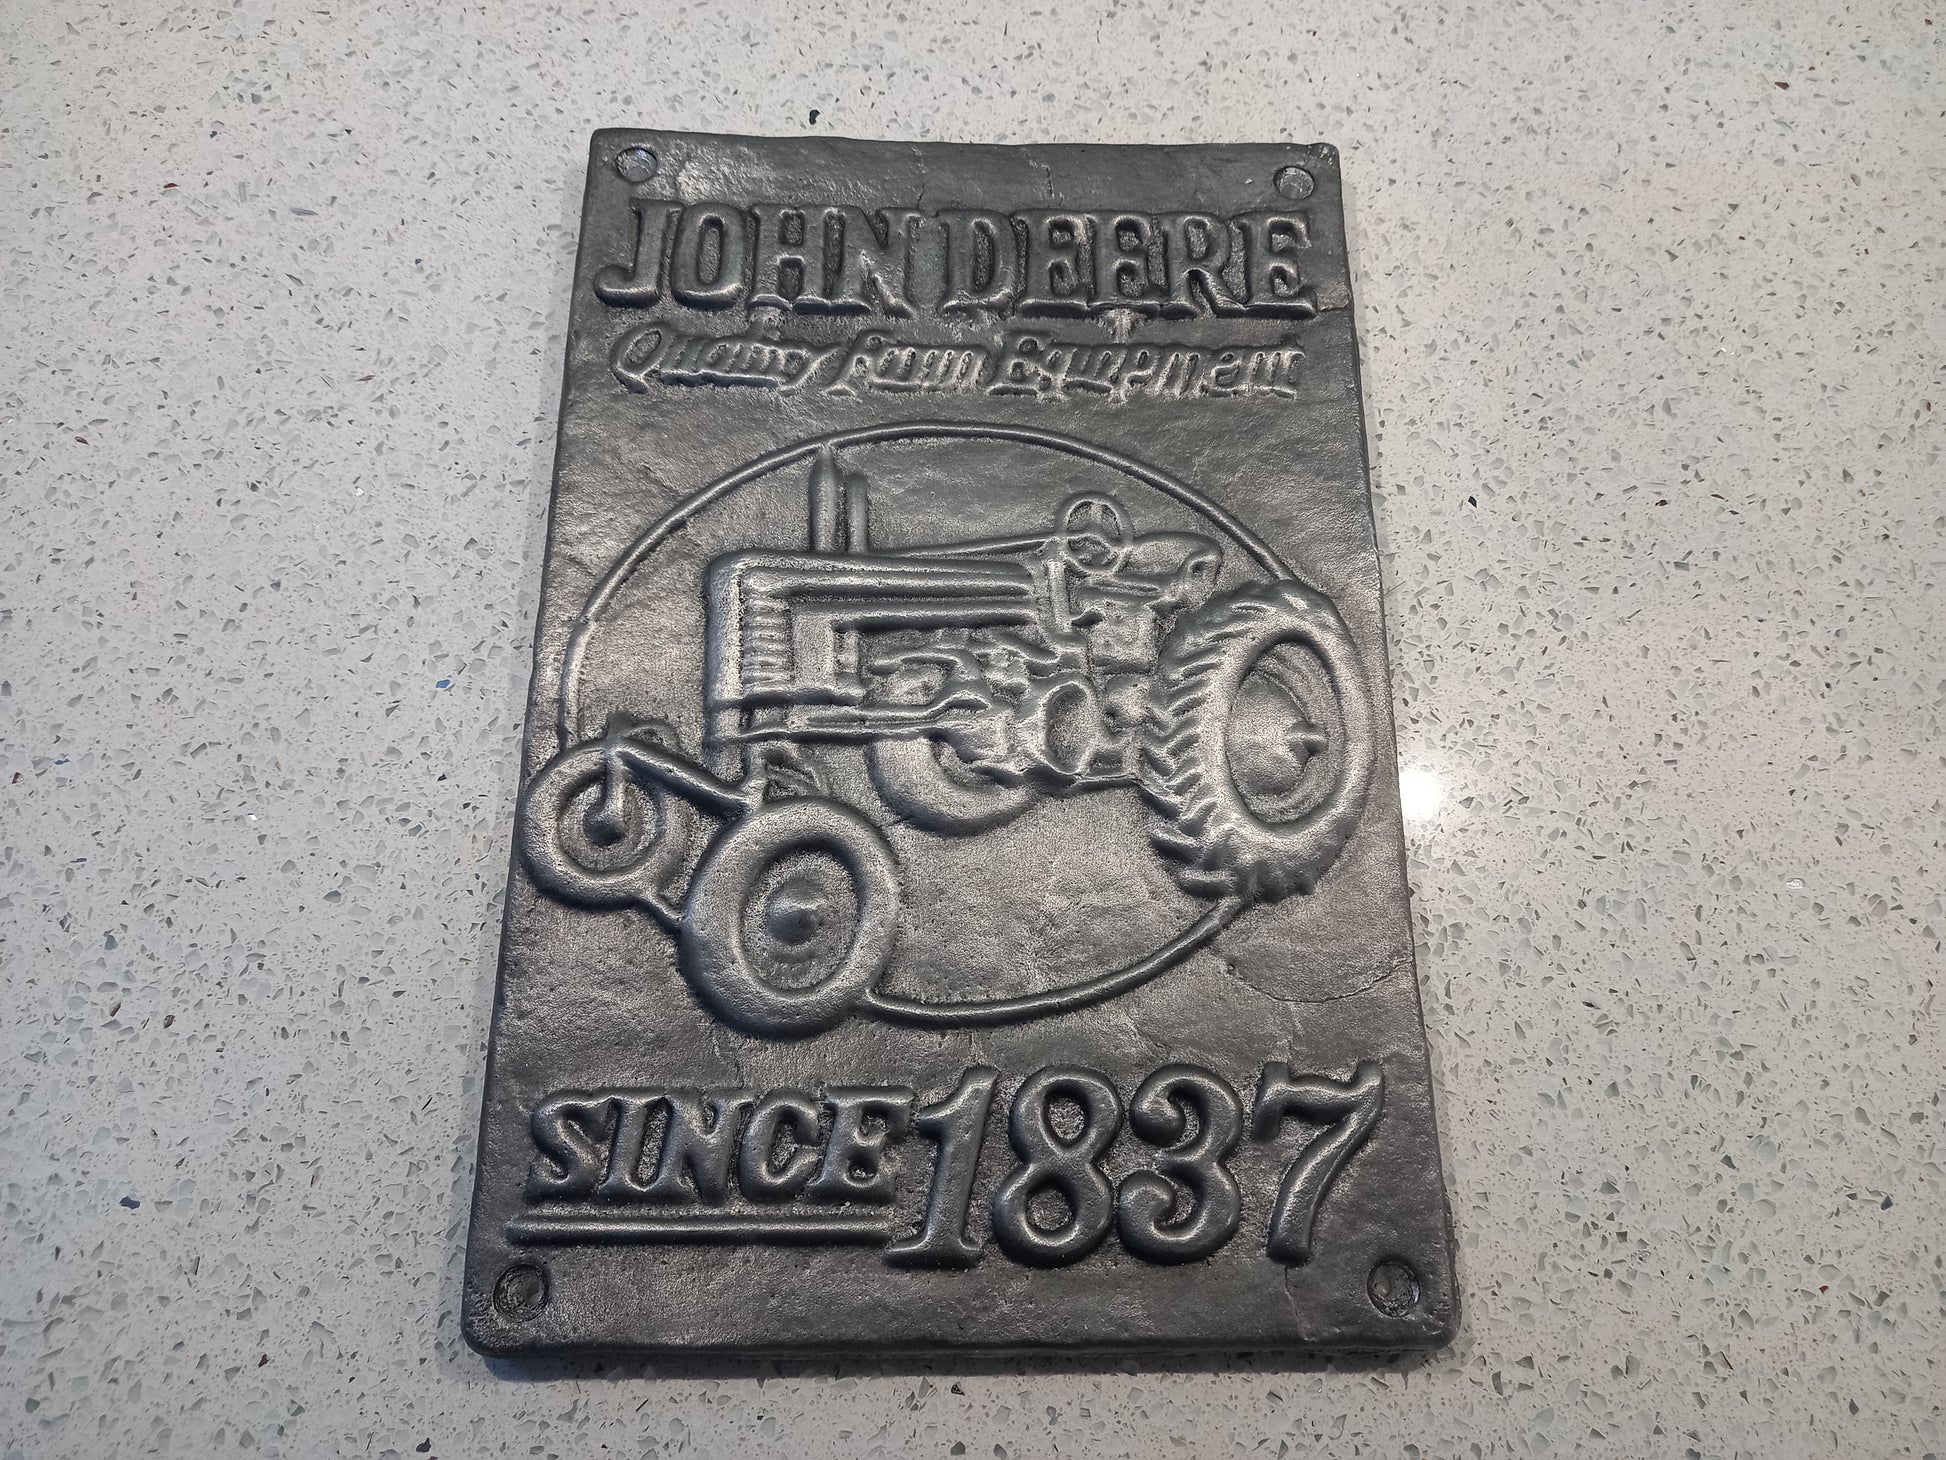 JOHN DEERE
Quality Farm Equipment
SINCE 1837